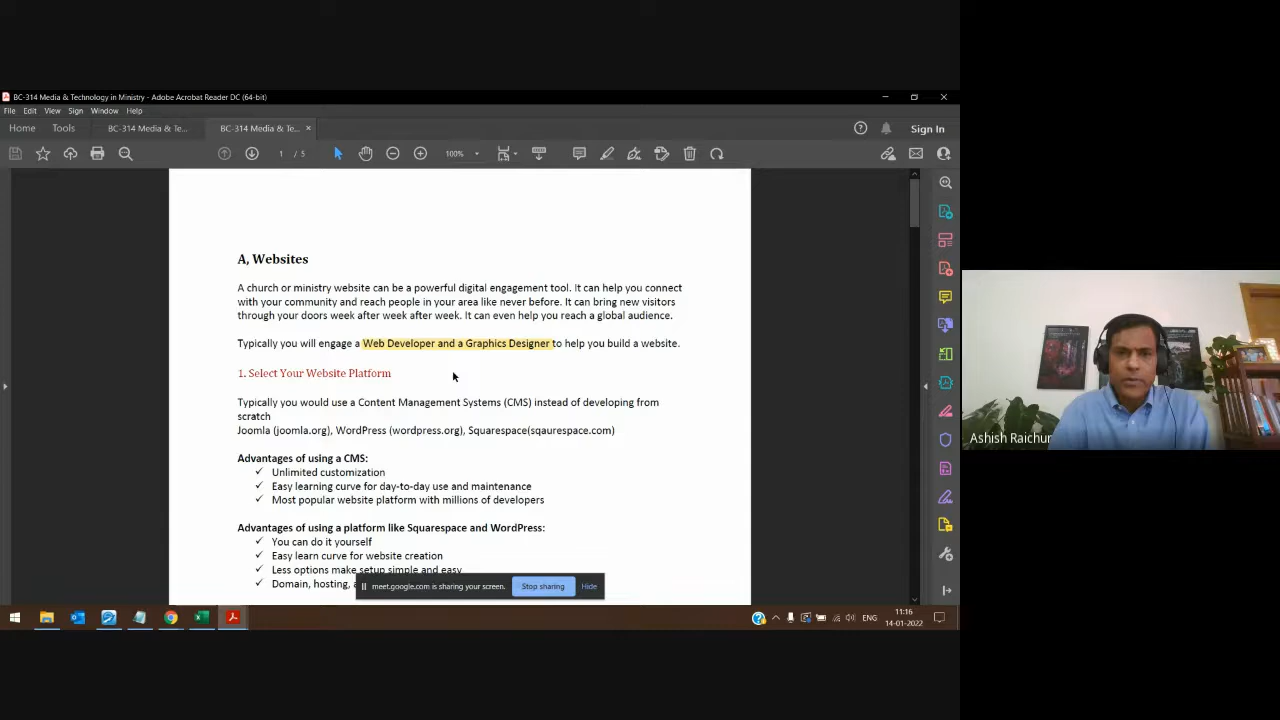 BC-314 Media & Technology in Ministry - Adobe Acrobat Reader DC (64-bit)
File Edit View Sign Window Help
Home Tools BC-314 Media & Te... BC-314 Media & Te... × Sign In
1 / 5 100%
A, Websites
A church or ministry website can be a powerful digital engagement tool. It can help you connect
with your community and reach people in your area like never before. It can bring new visitors
through your doors week after week after week. It can even help you reach a global audience.
Typically you will engage a Web Developer and a Graphics Designer to help you build a website.
1. Select Your Website Platform
Typically you would use a Content Management Systems (CMS) instead of developing from
scratch
Joomla (joomla.org), WordPress (wordpress.org), Squarespace(sqaurespace.com)
Advantages of using a CMS:
✓ Unlimited customization
✓ Easy learning curve for day-to-day use and maintenance
✓ Most popular website platform with millions of developers
Advantages of using a platform like Squarespace and WordPress:
✓ You can do it yourself
✓ Easy learn curve for website creation
✓ Less options make setup simple and easy
✓ Domain, hosting,
meet.google.com is sharing your screen. Stop sharing Hide
ENG
11:16
14-01-2022
Ashish Raichur